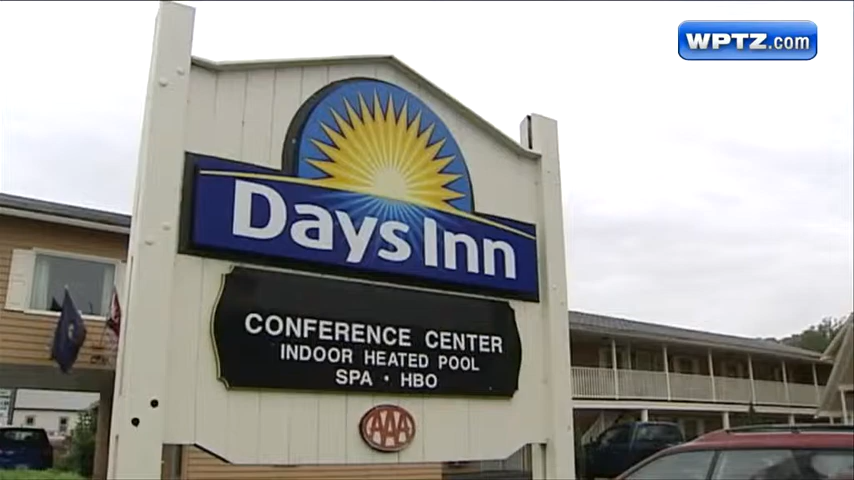 WPTZ.com
Days Inn
CONFERENCE CENTER
INDOOR HEATED POOL
SPA • HBO
AAA